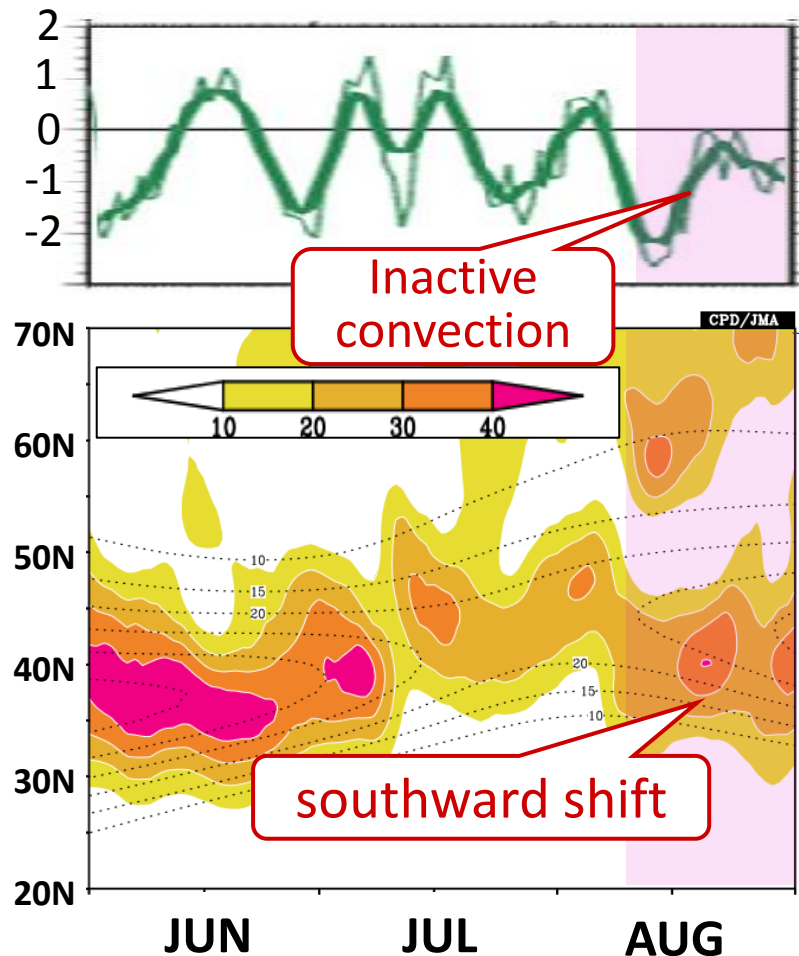 2
1
0
-1
-2
Inactive
convection
CPD/JMA
70N
60N
50N
40N
30N
20N
10 20 30 40
10
15
20
20
15
10
southward shift
JUN JUL AUG